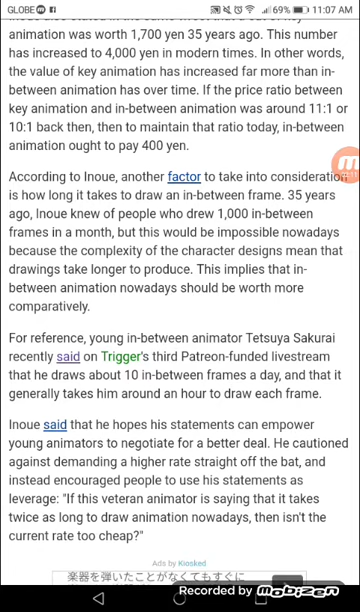 GLOBE
69% 11:07 AM
animation was worth 1,700 yen 35 years ago. This number
has increased to 4,000 yen in modern times. In other words,
the value of key animation has increased far more than in-
between animation has over time. If the price ratio between
key animation and in-between animation was around 11:1 or
10:1 back then, then to maintain that ratio today, in-between
animation ought to pay 400 yen.
According to Inoue, another factor to take into consideration
is how long it takes to draw an in-between frame. 35 years
ago, Inoue knew of people who drew 1,000 in-between
frames in a month, but this would be impossible nowadays
because the complexity of the character designs mean that
drawings take longer to produce. This implies that in-
between animation nowadays should be worth more
comparatively.
For reference, young in-between animator Tetsuya Sakurai
recently said on Trigger's third Patreon-funded livestream
that he draws about 10 in-between frames a day, and that it
generally takes him around an hour to draw each frame.
Inoue said that he hopes his statements can empower
young animators to negotiate for a better deal. He cautioned
against demanding a higher rate straight off the bat, and
instead encouraged people to use his statements as
leverage: "If this veteran animator is saying that it takes
twice as long to draw animation nowadays, then isn't the
current rate too cheap?"
Ads by Kiosked
楽器を弾いたことがなくてもすぐに
Recorded by mobizen